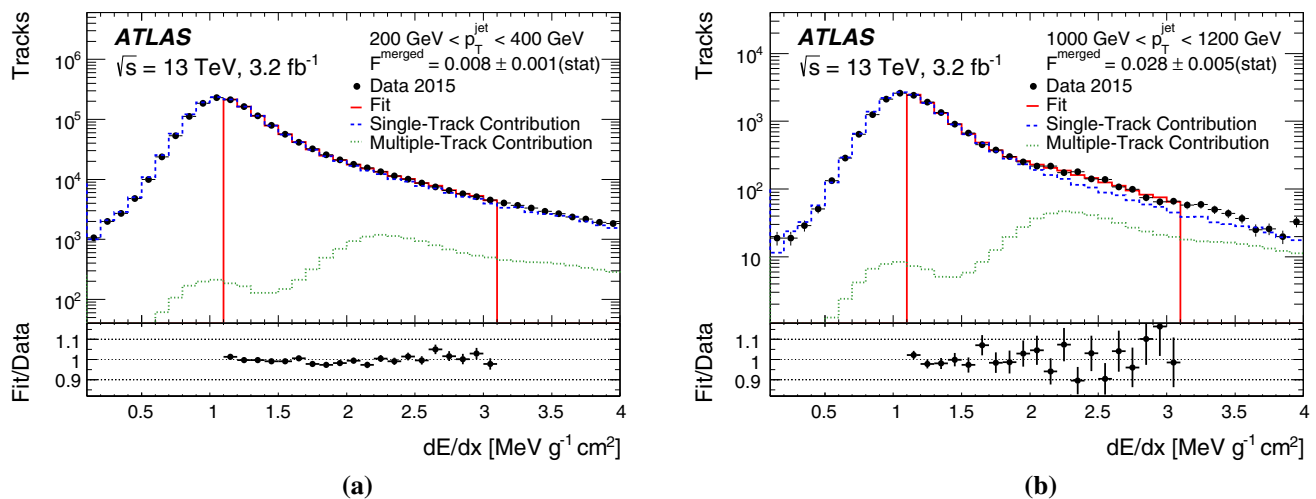 ATLAS
√s = 13 TeV, 3.2 fb⁻¹
200 GeV < p_T^jet < 400 GeV
F^merged = 0.008 ± 0.001(stat)
Data 2015
Fit
Single-Track Contribution
Multiple-Track Contribution
Tracks
10⁶
10⁵
10⁴
10³
10²
Fit/Data
1.1
1
0.9
0.5 1 1.5 2 2.5 3 3.5 4
dE/dx [MeV g⁻¹ cm²]
(a)
ATLAS
√s = 13 TeV, 3.2 fb⁻¹
1000 GeV < p_T^jet < 1200 GeV
F^merged = 0.028 ± 0.005(stat)
Data 2015
Fit
Single-Track Contribution
Multiple-Track Contribution
Tracks
10⁴
10³
10²
10
Fit/Data
1.1
1
0.9
0.5 1 1.5 2 2.5 3 3.5 4
dE/dx [MeV g⁻¹ cm²]
(b)